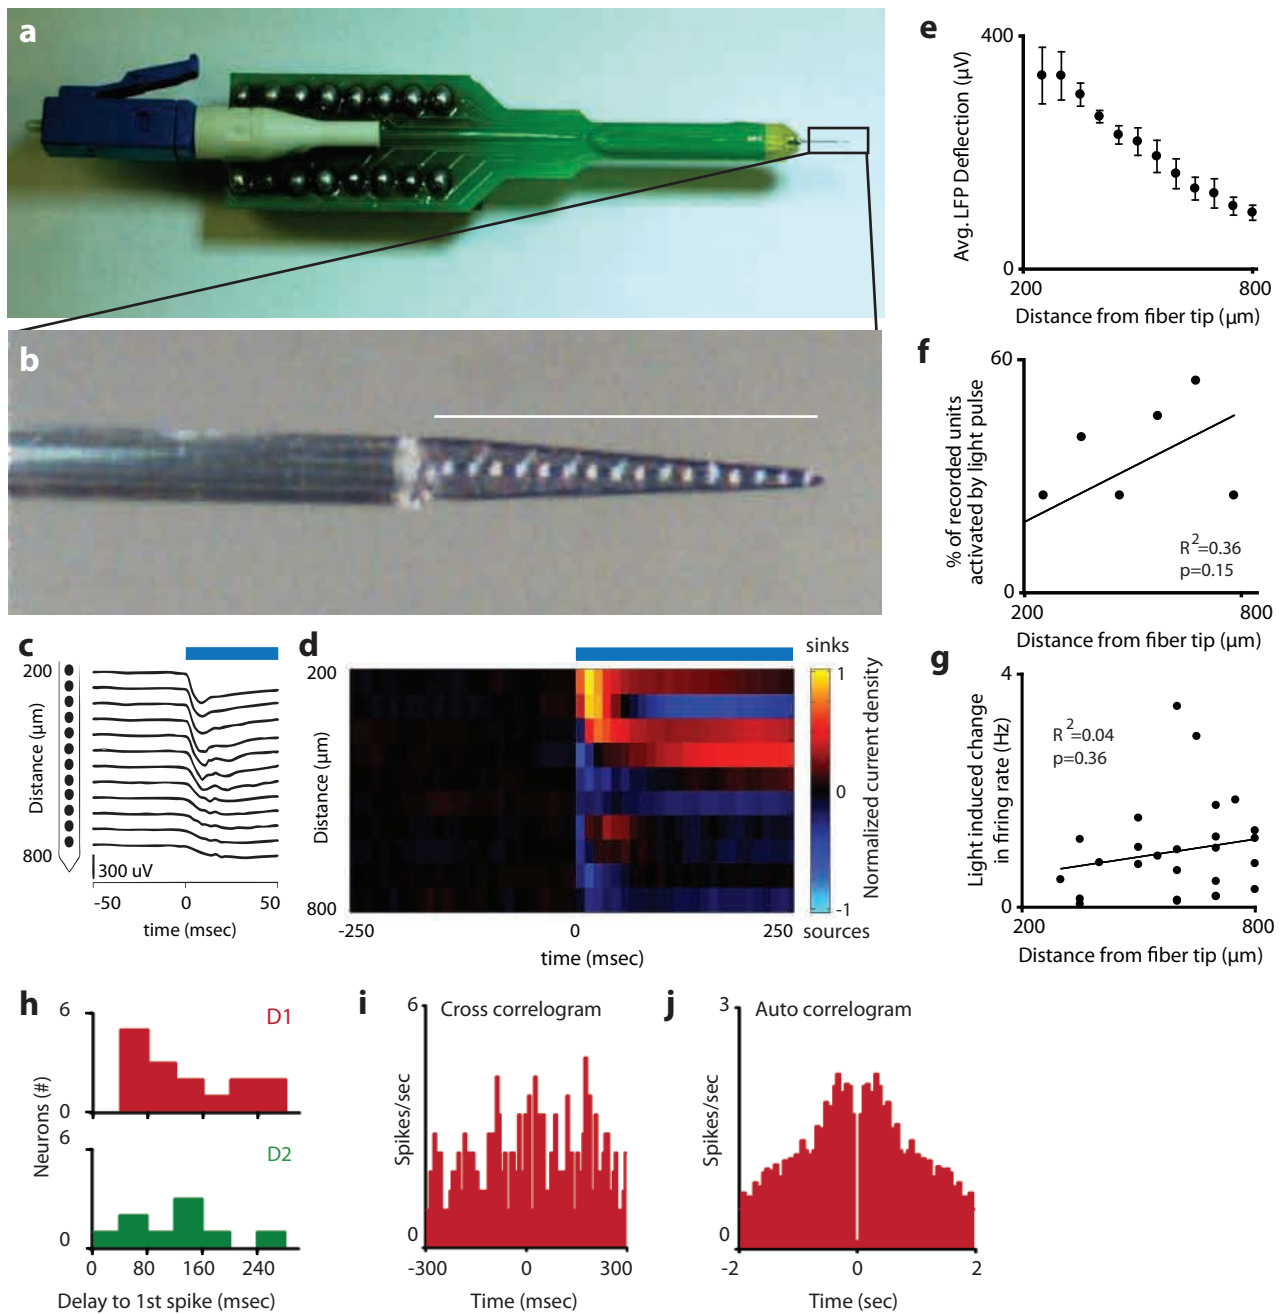 a
b
c
200
Distance (µm)
800
300 uV
-50
0
50
time (msec)
d
200
Distance (µm)
800
-250
0
250
time (msec)
sinks
1
0
-1
sources
Normalized current density
e
400
Avg. LFP Deflection (µV)
0
200
800
Distance from fiber tip (µm)
f
60
% of recorded units
activated by light pulse
0
R²=0.36
p=0.15
200
800
Distance from fiber tip (µm)
g
4
Light induced change
in firing rate (Hz)
R²=0.04
p=0.36
0
200
800
Distance from fiber tip (µm)
h
6
D1
0
Neurons (#)
6
D2
0
0
80
160
240
Delay to 1st spike (msec)
i
6
Cross correlogram
Spikes/sec
0
-300
0
300
Time (msec)
j
3
Auto correlogram
Spikes/sec
0
-2
0
2
Time (sec)